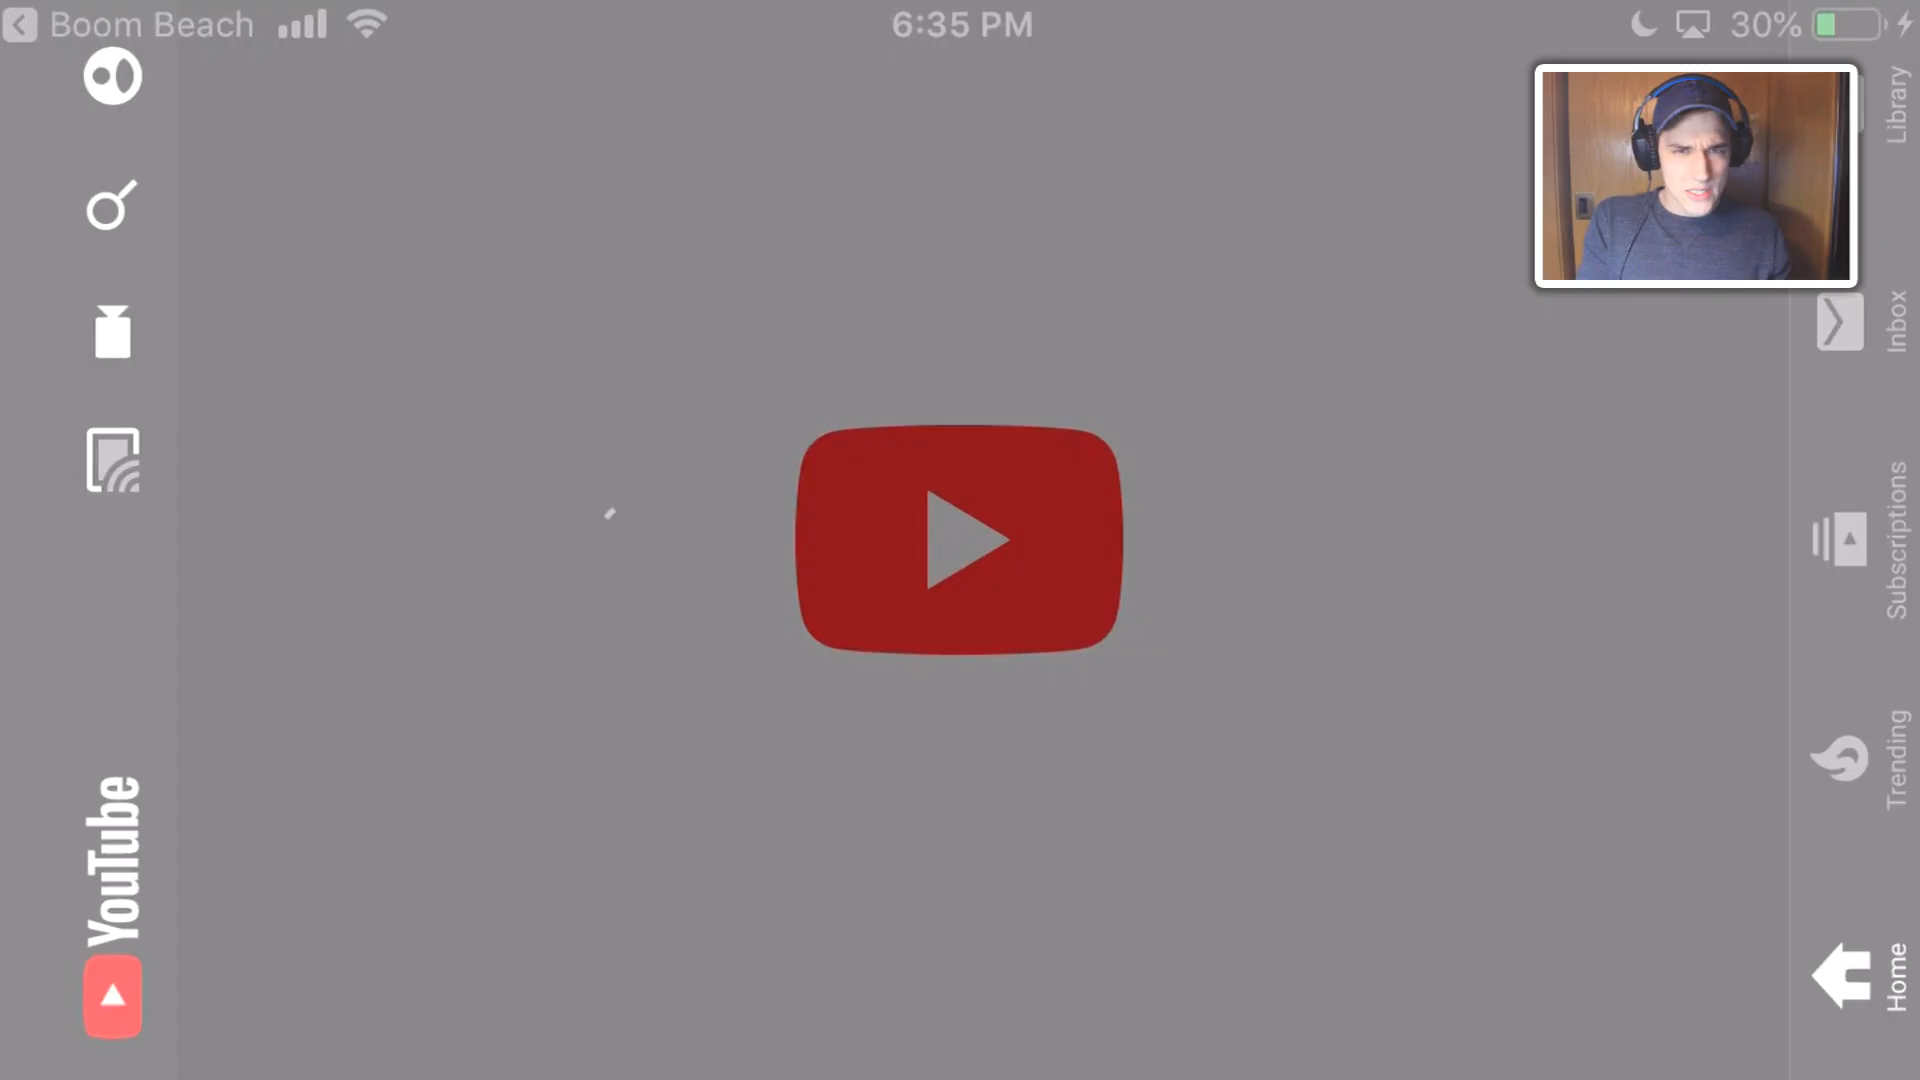 Boom Beach
6:35 PM
30%
YouTube
Library
Inbox
Subscriptions
Trending
Home